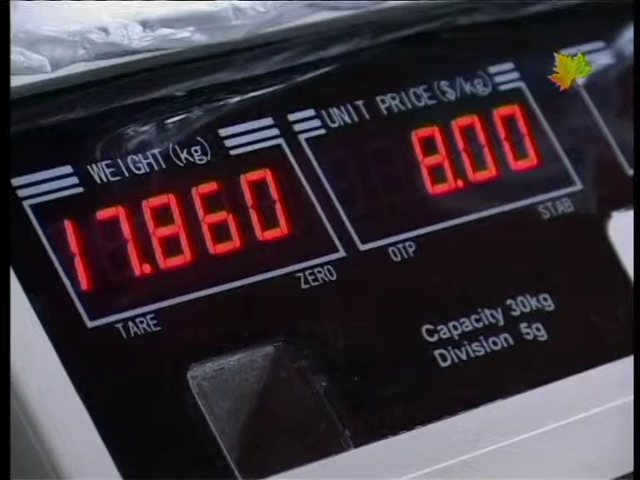 WEIGHT(kg)
UNIT PRICE($/kg)
17.860
8.00
TARE
ZERO
OTP
STAB
Capacity 30kg
Division 5g